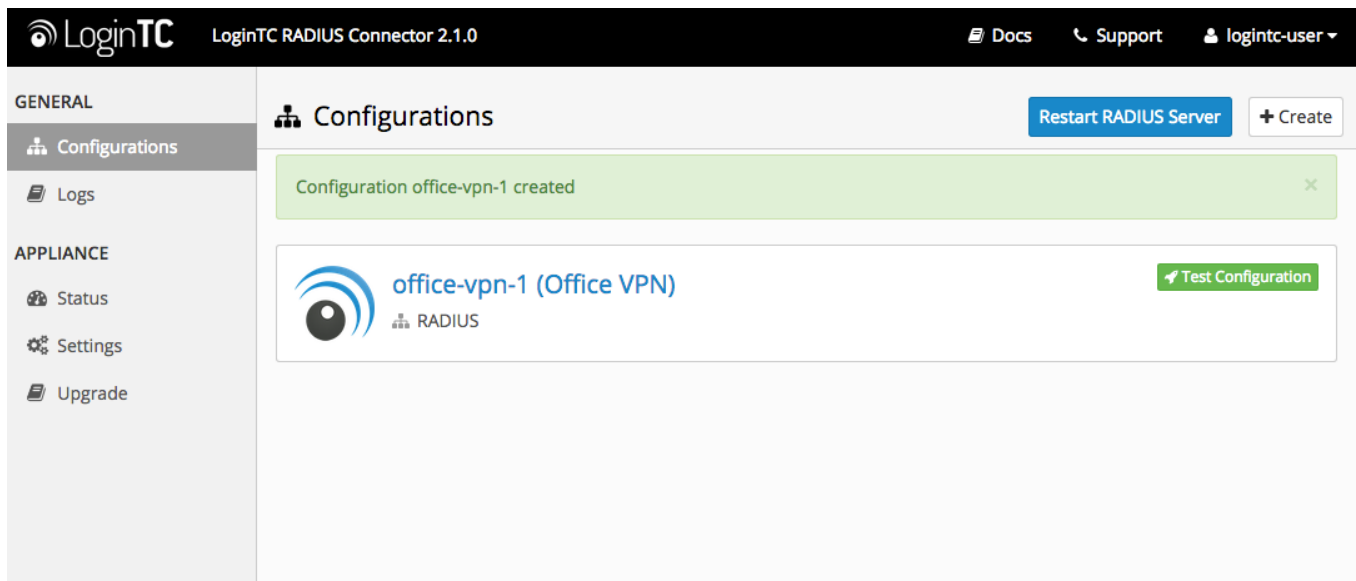 LoginTC LoginTC RADIUS Connector 2.1.0 Docs Support logintc-user
GENERAL
Configurations
Logs
APPLIANCE
Status
Settings
Upgrade
Configurations Restart RADIUS Server + Create
Configuration office-vpn-1 created ×
office-vpn-1 (Office VPN) Test Configuration
RADIUS